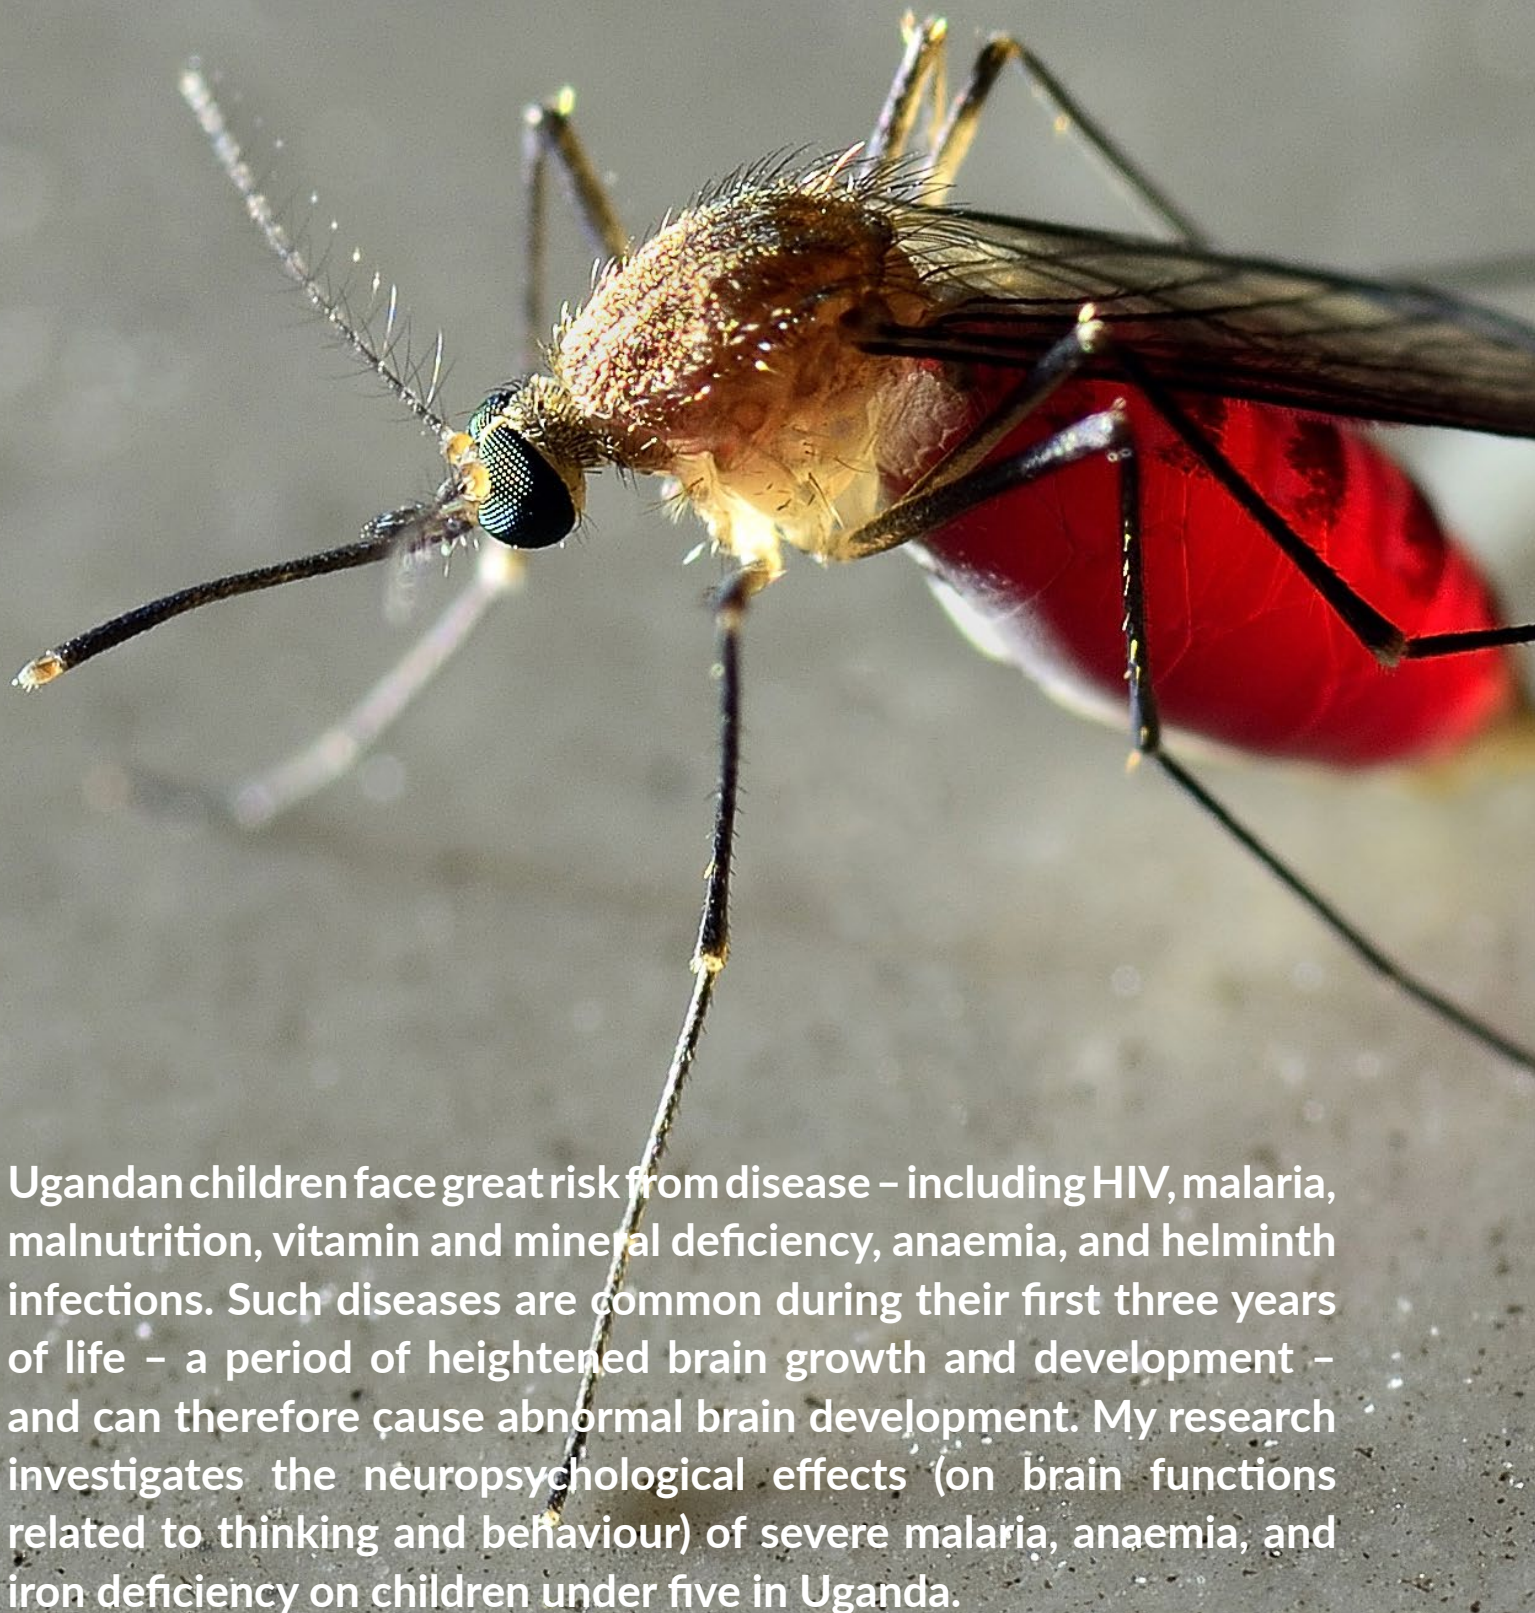 Ugandan children face great risk from disease – including HIV, malaria,
malnutrition, vitamin and mineral deficiency, anaemia, and helminth
infections. Such diseases are common during their first three years
of life – a period of heightened brain growth and development –
and can therefore cause abnormal brain development. My research
investigates the neuropsychological effects (on brain functions
related to thinking and behaviour) of severe malaria, anaemia, and
iron deficiency on children under five in Uganda.